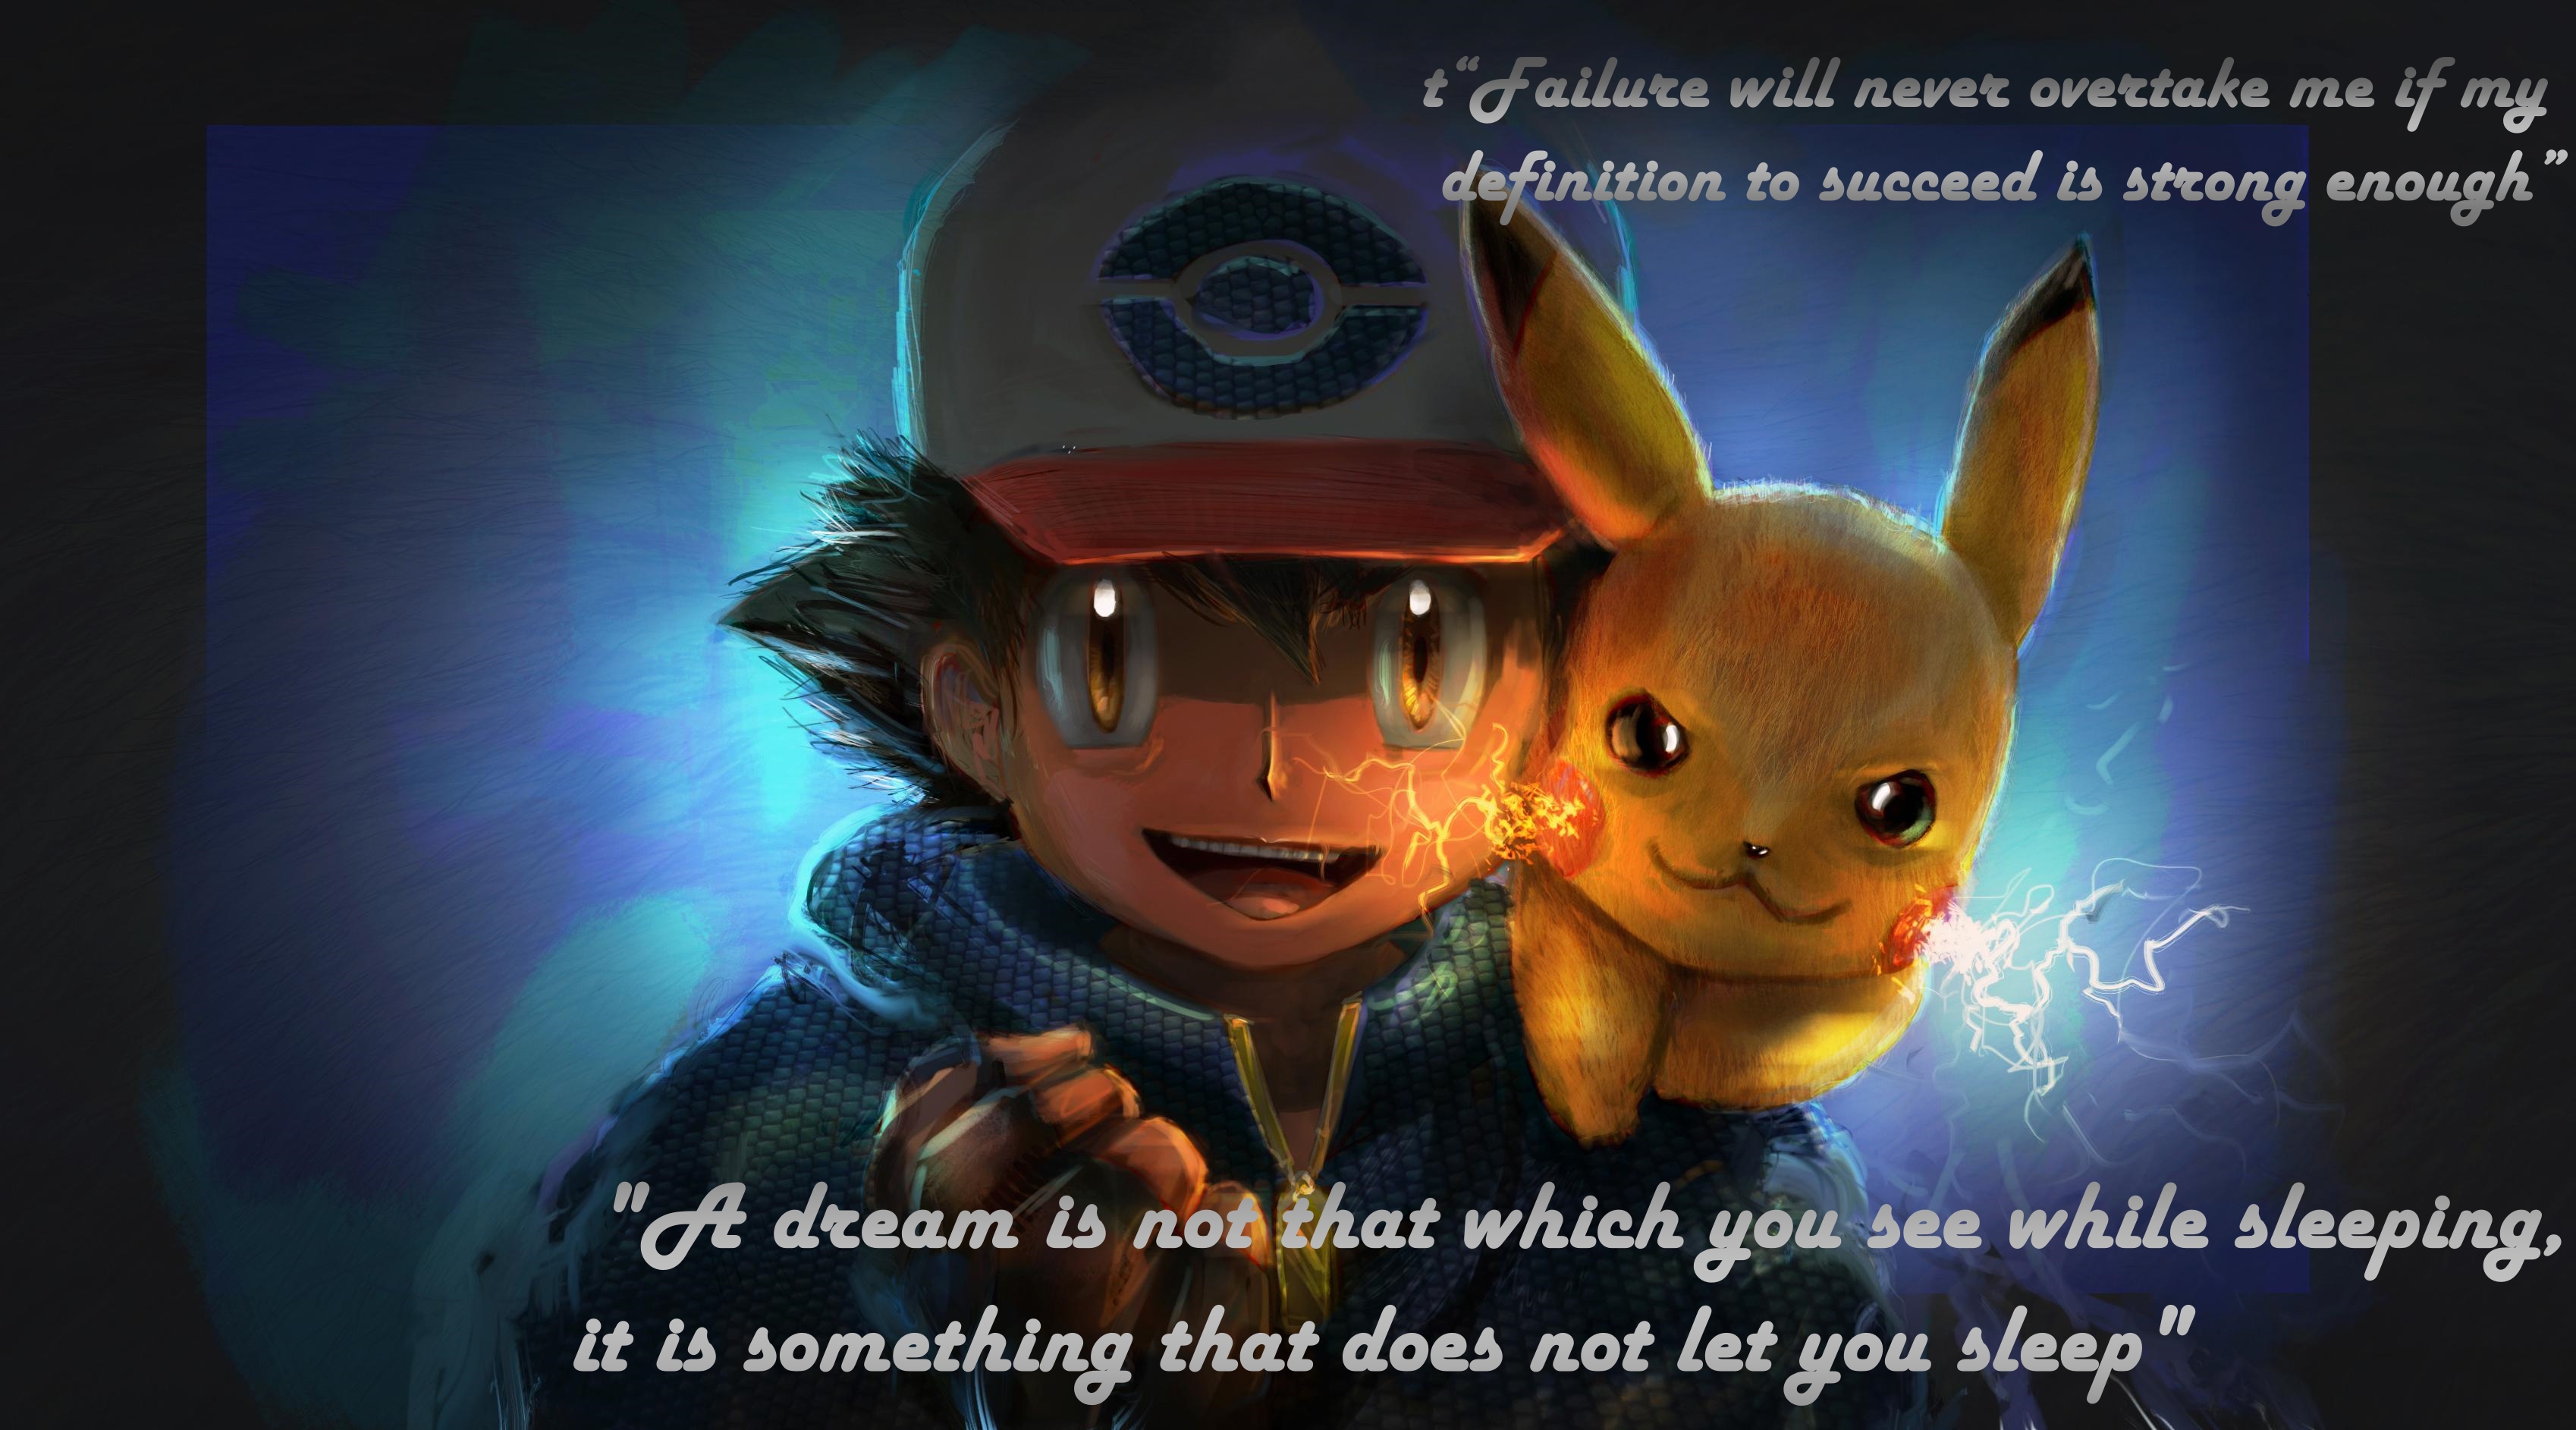 t“Failure will never overtake me if my
definition to succeed is strong enough”
"A dream is not that which you see while sleeping,
it is something that does not let you sleep"